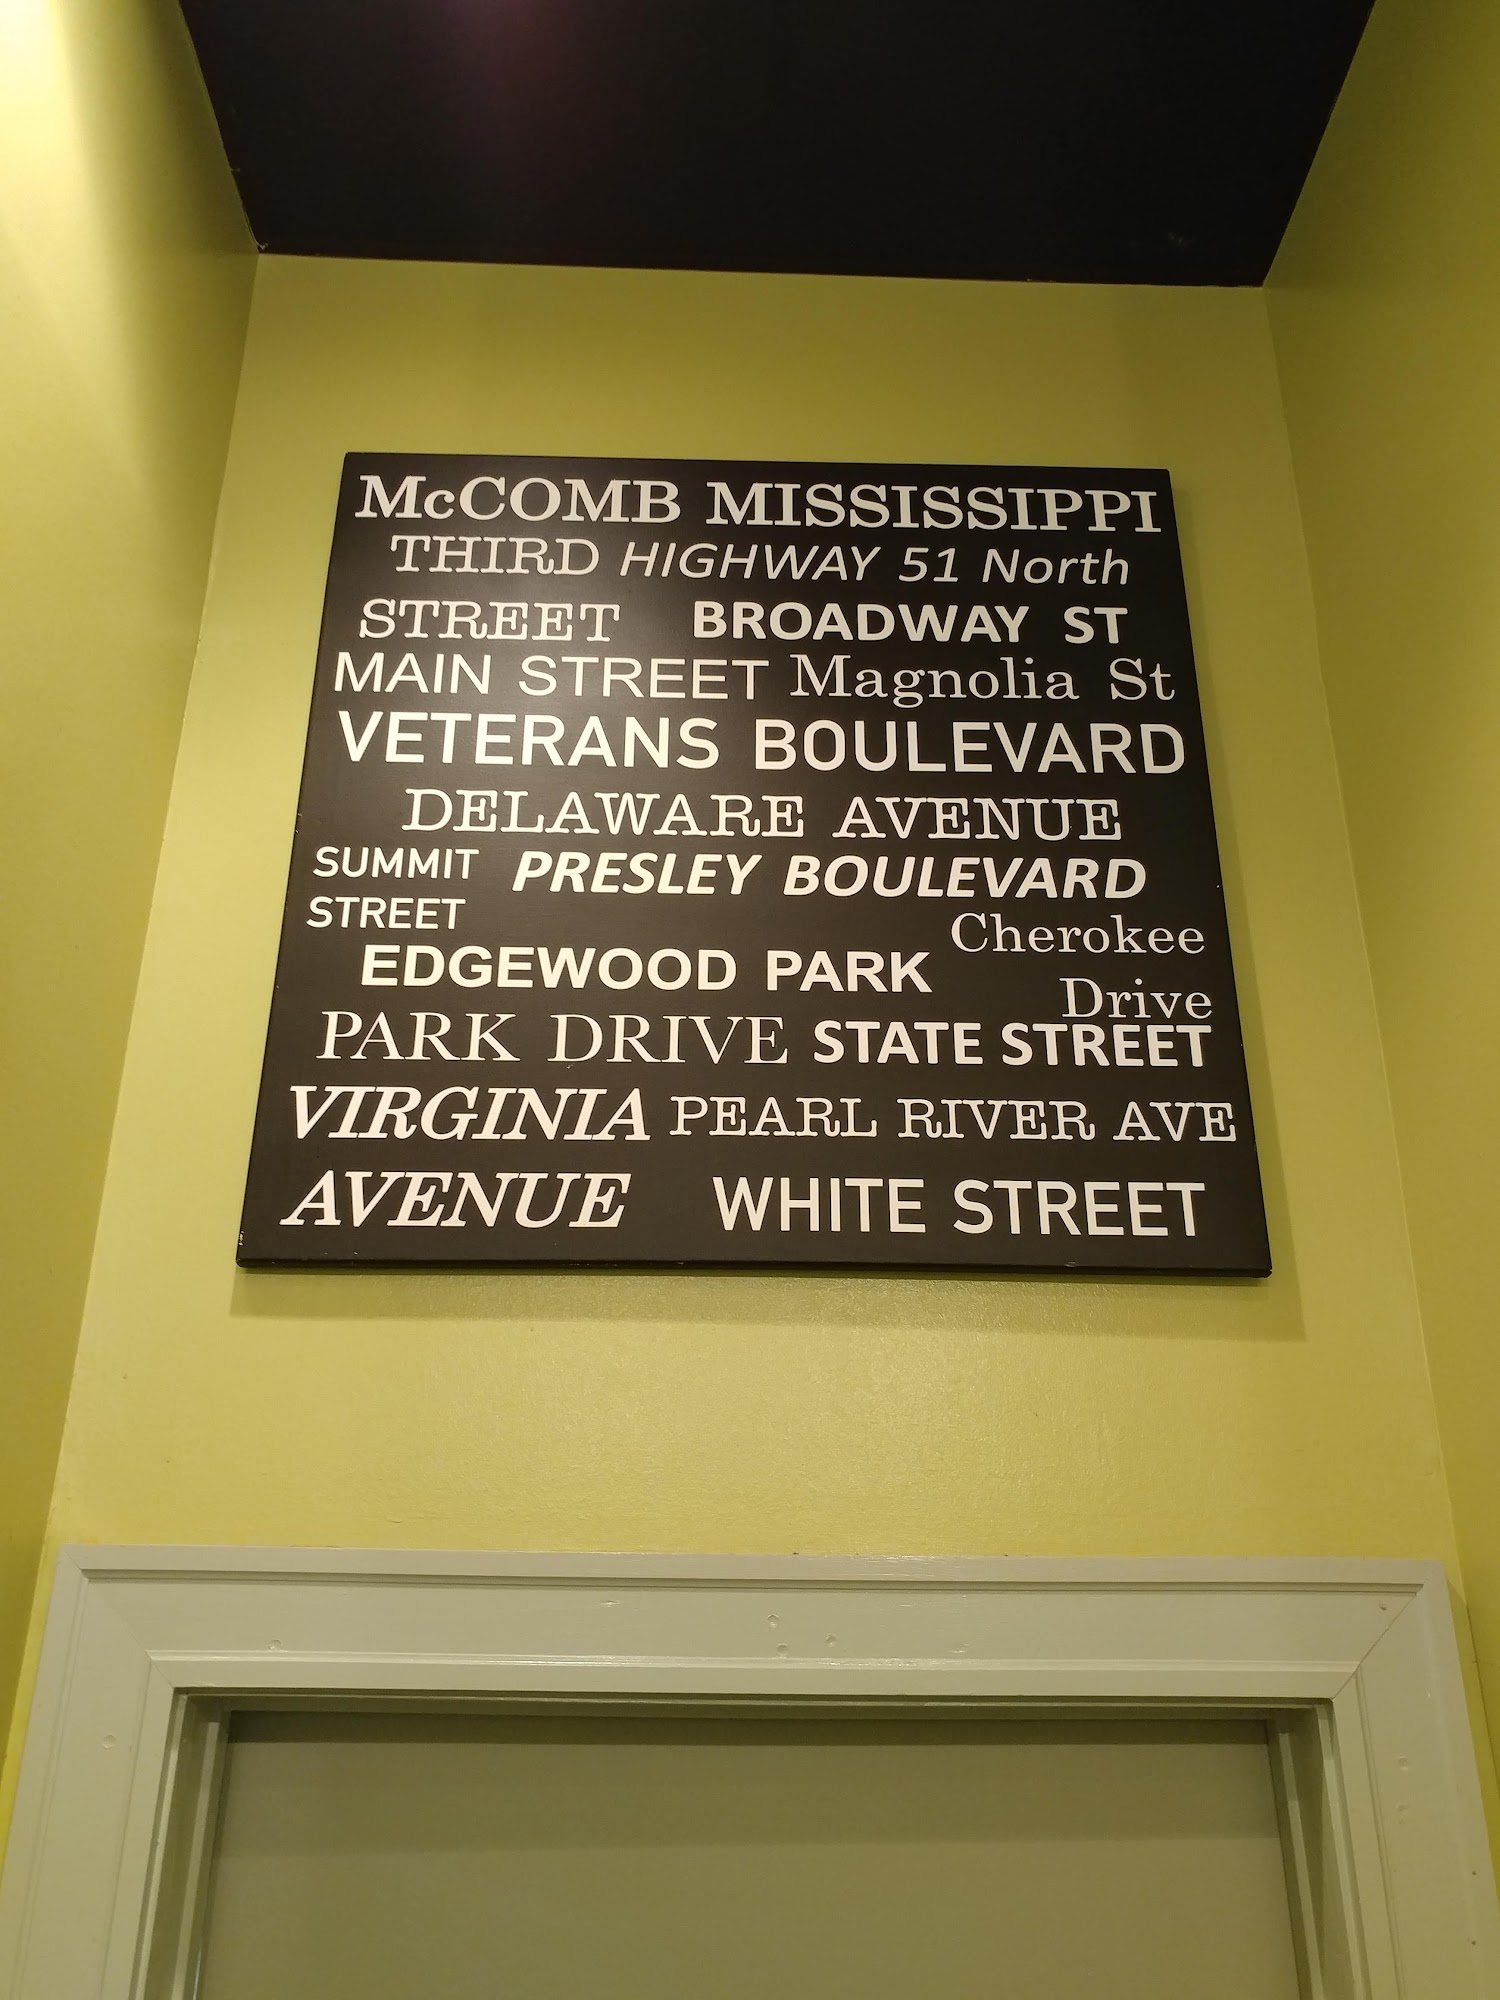 McCOMB MISSISSIPPI
THIRD HIGHWAY 51 North
STREET BROADWAY ST
MAIN STREET Magnolia St
VETERANS BOULEVARD
DELAWARE AVENUE
SUMMIT PRESLEY BOULEVARD
STREET
Cherokee
EDGEWOOD PARK
Drive
PARK DRIVE STATE STREET
VIRGINIA PEARL RIVER AVE
AVENUE WHITE STREET